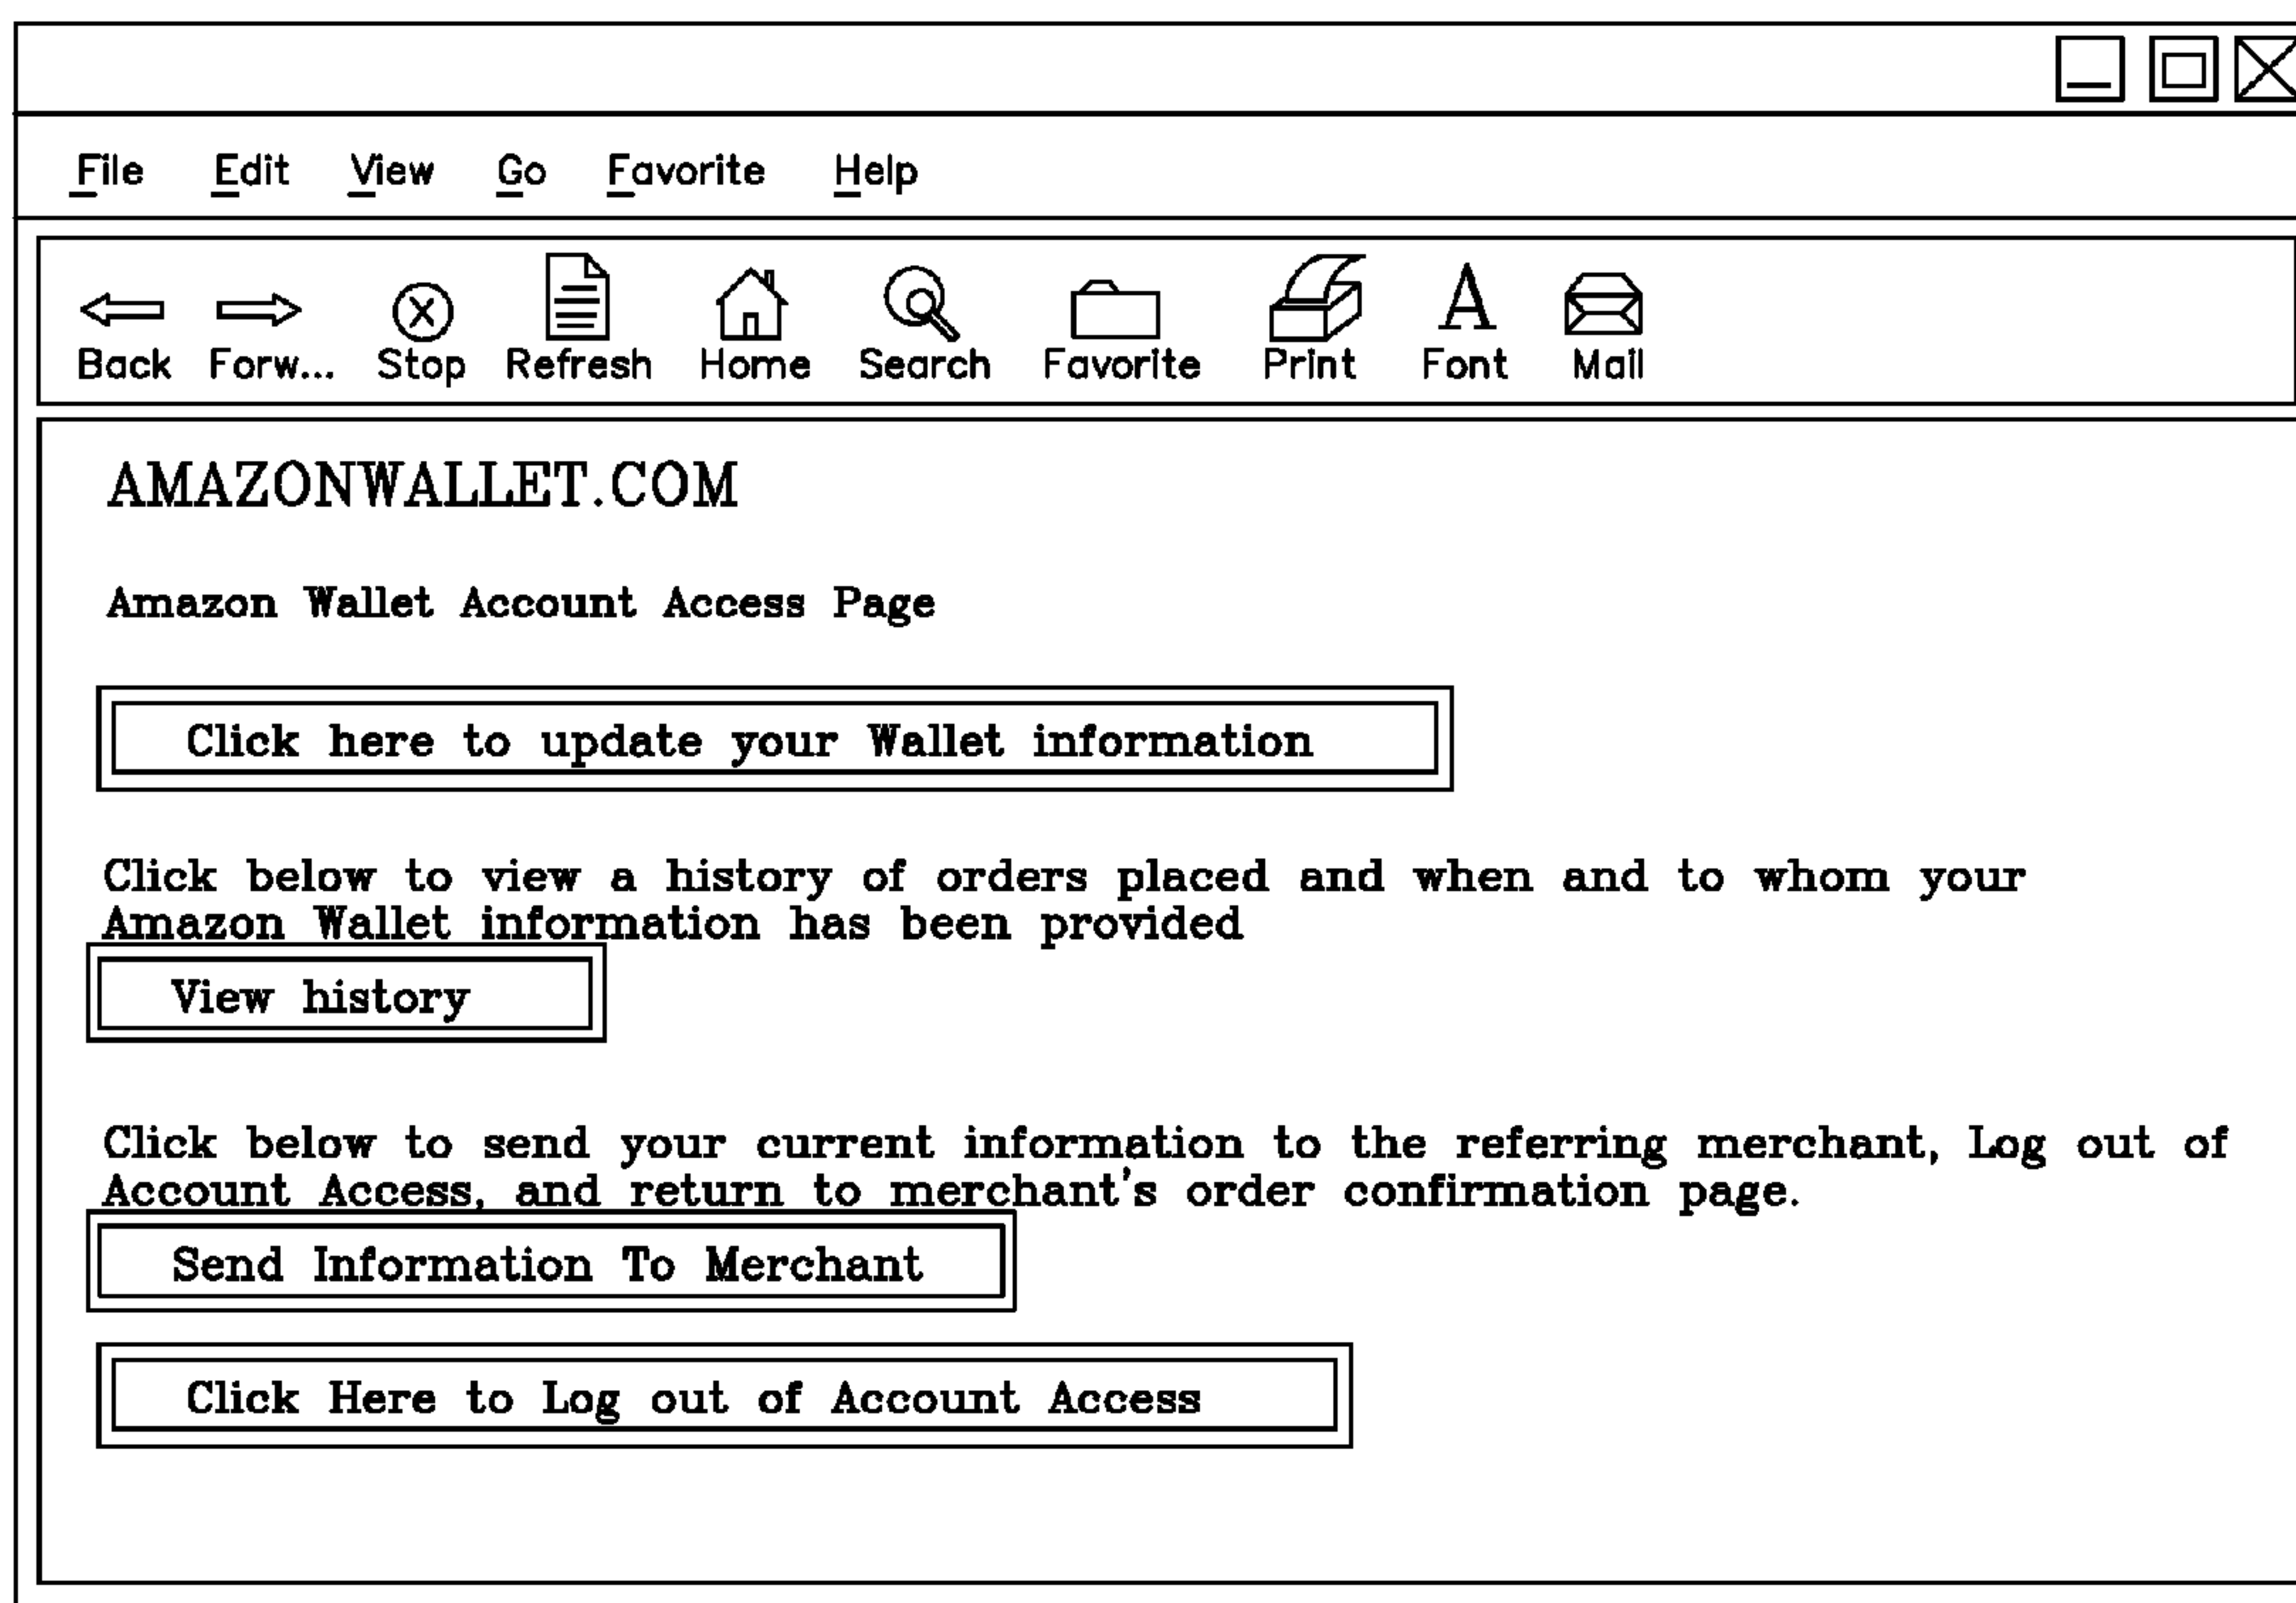 File Edit View Go Favorite Help
Back Forw... Stop Refresh Home Search Favorite Print Font Mail
AMAZONWALLET.COM
Amazon Wallet Account Access Page
Click here to update your Wallet information
Click below to view a history of orders placed and when and to whom your
Amazon Wallet information has been provided
View history
Click below to send your current information to the referring merchant, Log out of
Account Access, and return to merchant's order confirmation page.
Send Information To Merchant
Click Here to Log out of Account Access